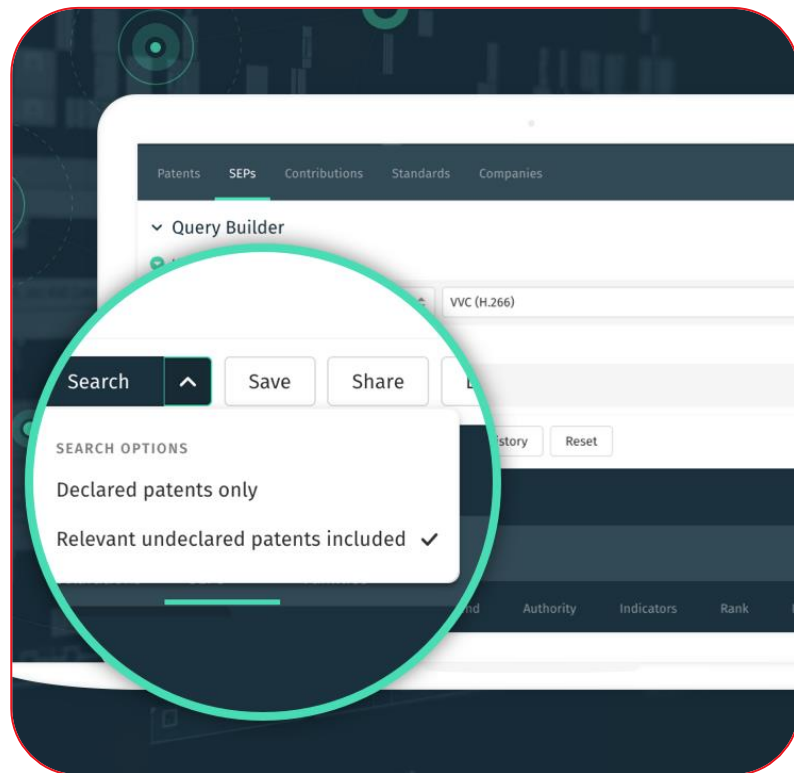 Patents SEPs Contributions Standards Companies
Query Builder
VVC (H.266)
Search Save Share
SEARCH OPTIONS
Declared patents only
Relevant undeclared patents included
Reset
Authority Indicators Rank